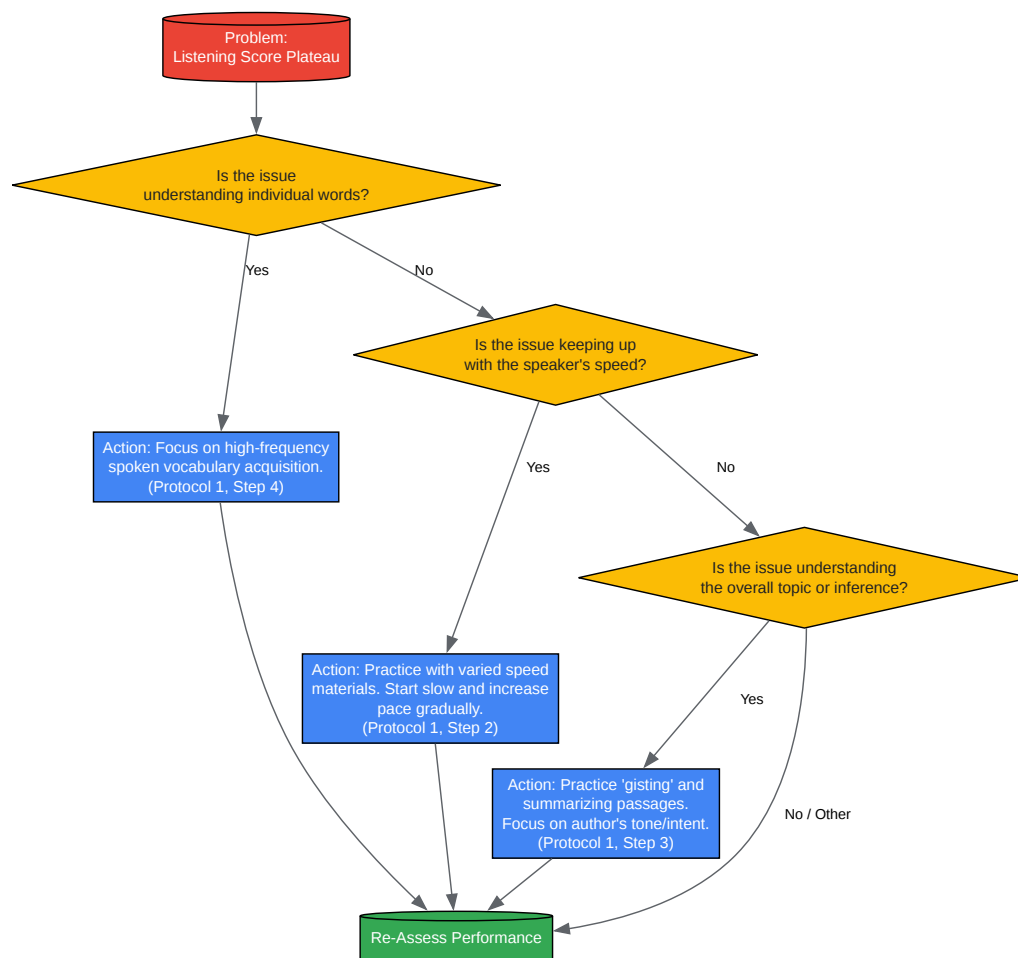 Problem:
Listening Score Plateau
Is the issue
understanding individual words?
Yes
No
Is the issue keeping up
with the speaker's speed?
Action: Focus on high-frequency
spoken vocabulary acquisition.
(Protocol 1, Step 4)
Yes
No
Is the issue understanding
the overall topic or inference?
Action: Practice with varied speed
materials. Start slow and increase
pace gradually.
(Protocol 1, Step 2)
Yes
Action: Practice 'gisting' and
summarizing passages.
Focus on author's tone/intent.
(Protocol 1, Step 3)
No / Other
Re-Assess Performance